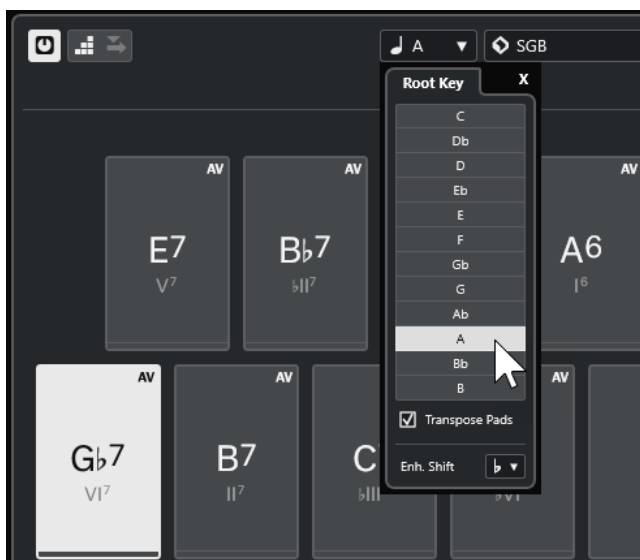 A
SGB
Root Key
X
C
Db
D
Eb
E
F
Gb
G
Ab
A
Bb
B
Transpose Pads
Enh. Shift
♭
AV
E7
V7
AV
B♭7
♭II7
A6
I6
AV
G♭7
VI7
AV
B7
II7
C
♭III
AV
♭VI